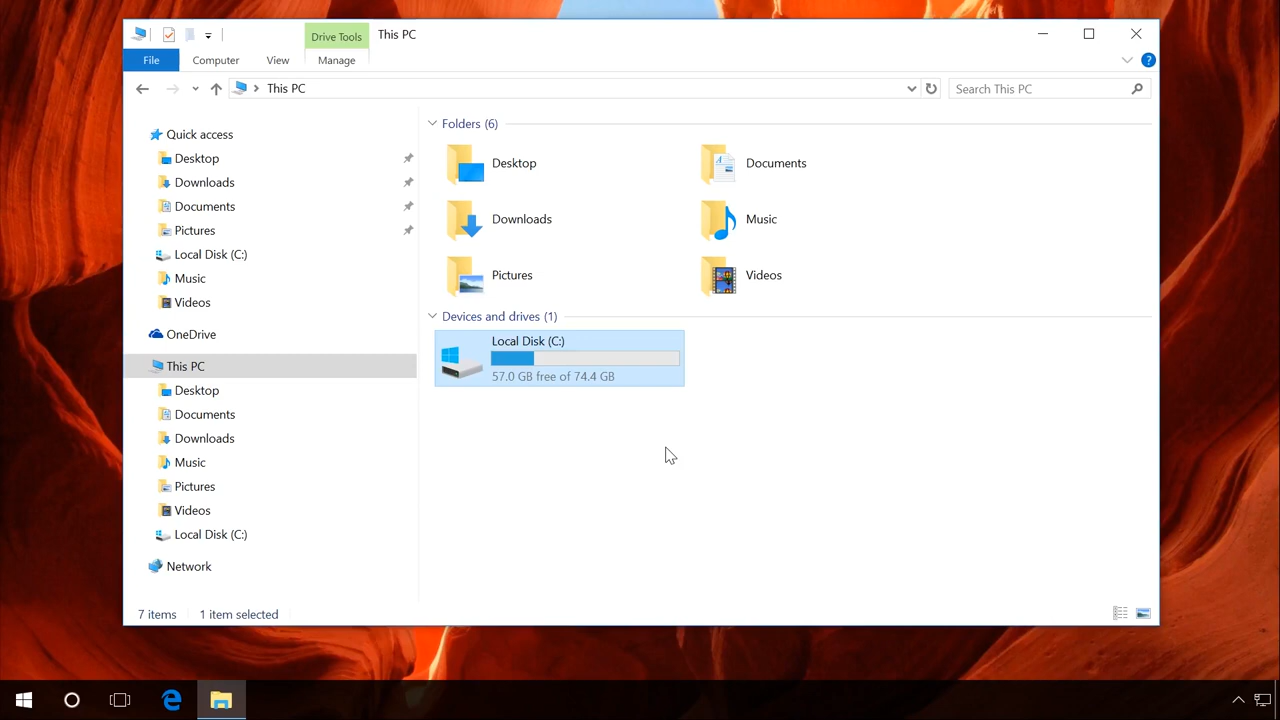 Drive Tools
This PC
File
Computer
View
Manage
This PC
Search This PC
Quick access
Desktop
Downloads
Documents
Pictures
Local Disk (C:)
Music
Videos
OneDrive
This PC
Desktop
Documents
Downloads
Music
Pictures
Videos
Local Disk (C:)
Network
Folders (6)
Desktop
Documents
Downloads
Music
Pictures
Videos
Devices and drives (1)
Local Disk (C:)
57.0 GB free of 74.4 GB
7 items
1 item selected